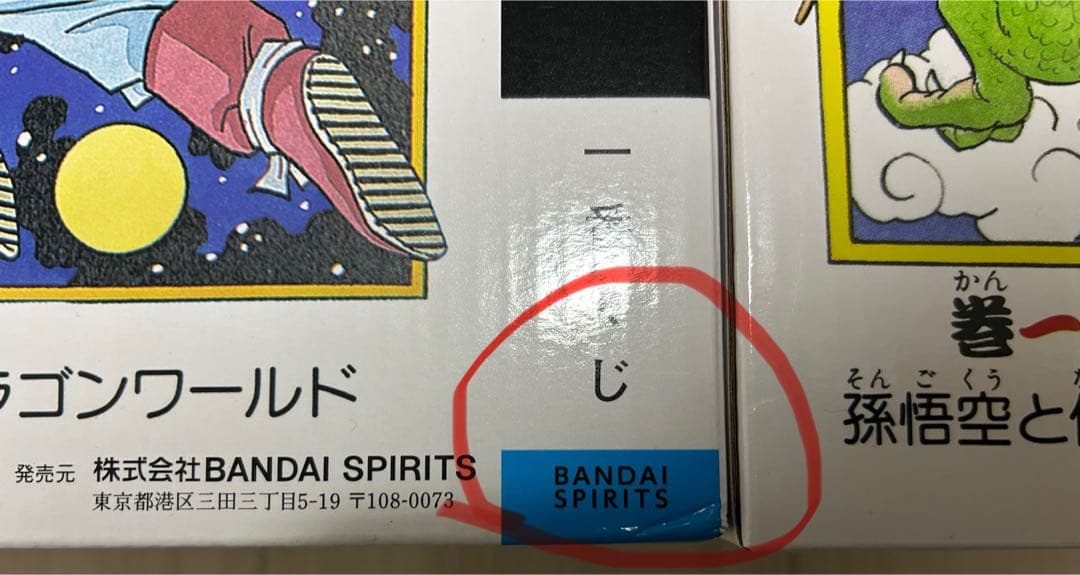 ラゴンワールド
発売元 株式会社BANDAI SPIRITS
東京都港区三田三丁目5-19 〒108-0073
一
番
く
じ
BANDAI
SPIRITS
かん
巻一
そんごくう
孫悟空と